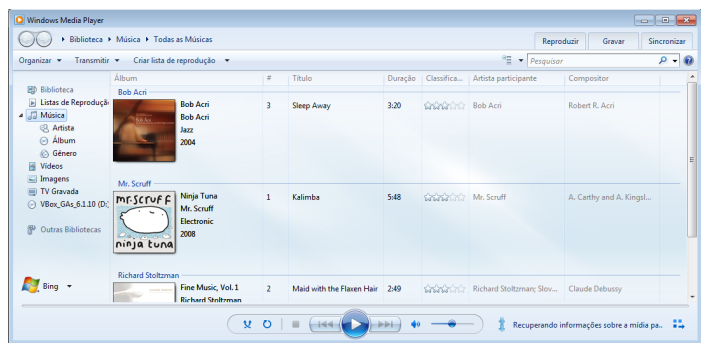 Windows Media Player
Biblioteca Música Todas as Músicas
Reproduzir Gravar Sincronizar
Organizar Transmitir Criar lista de reprodução Pesquisar
Álbum # Título Duração Classifica... Artista participante Compositor
Biblioteca
Listas de Reproduçã
Música
Artista
Álbum
Gênero
Vídeos
Imagens
TV Gravada
VBox_GAs_6.1.10 (D:)
Outras Bibliotecas
Bing
Bob Acri
Bob Acri 3 Sleep Away 3:20 Bob Acri Robert R. Acri
Bob Acri
Jazz
2004
Mr. Scruff
mr.scruff
ninja tuna
Ninja Tuna 1 Kalimba 5:48 Mr. Scruff A. Carthy and A. Kingsl...
Mr. Scruff
Electronic
2008
Richard Stoltzman
Fine Music, Vol. 1 2 Maid with the Flaxen Hair 2:49 Richard Stoltzman; Slov... Claude Debussy
Richard Stoltzman
Recuperando informações sobre a mídia pa..